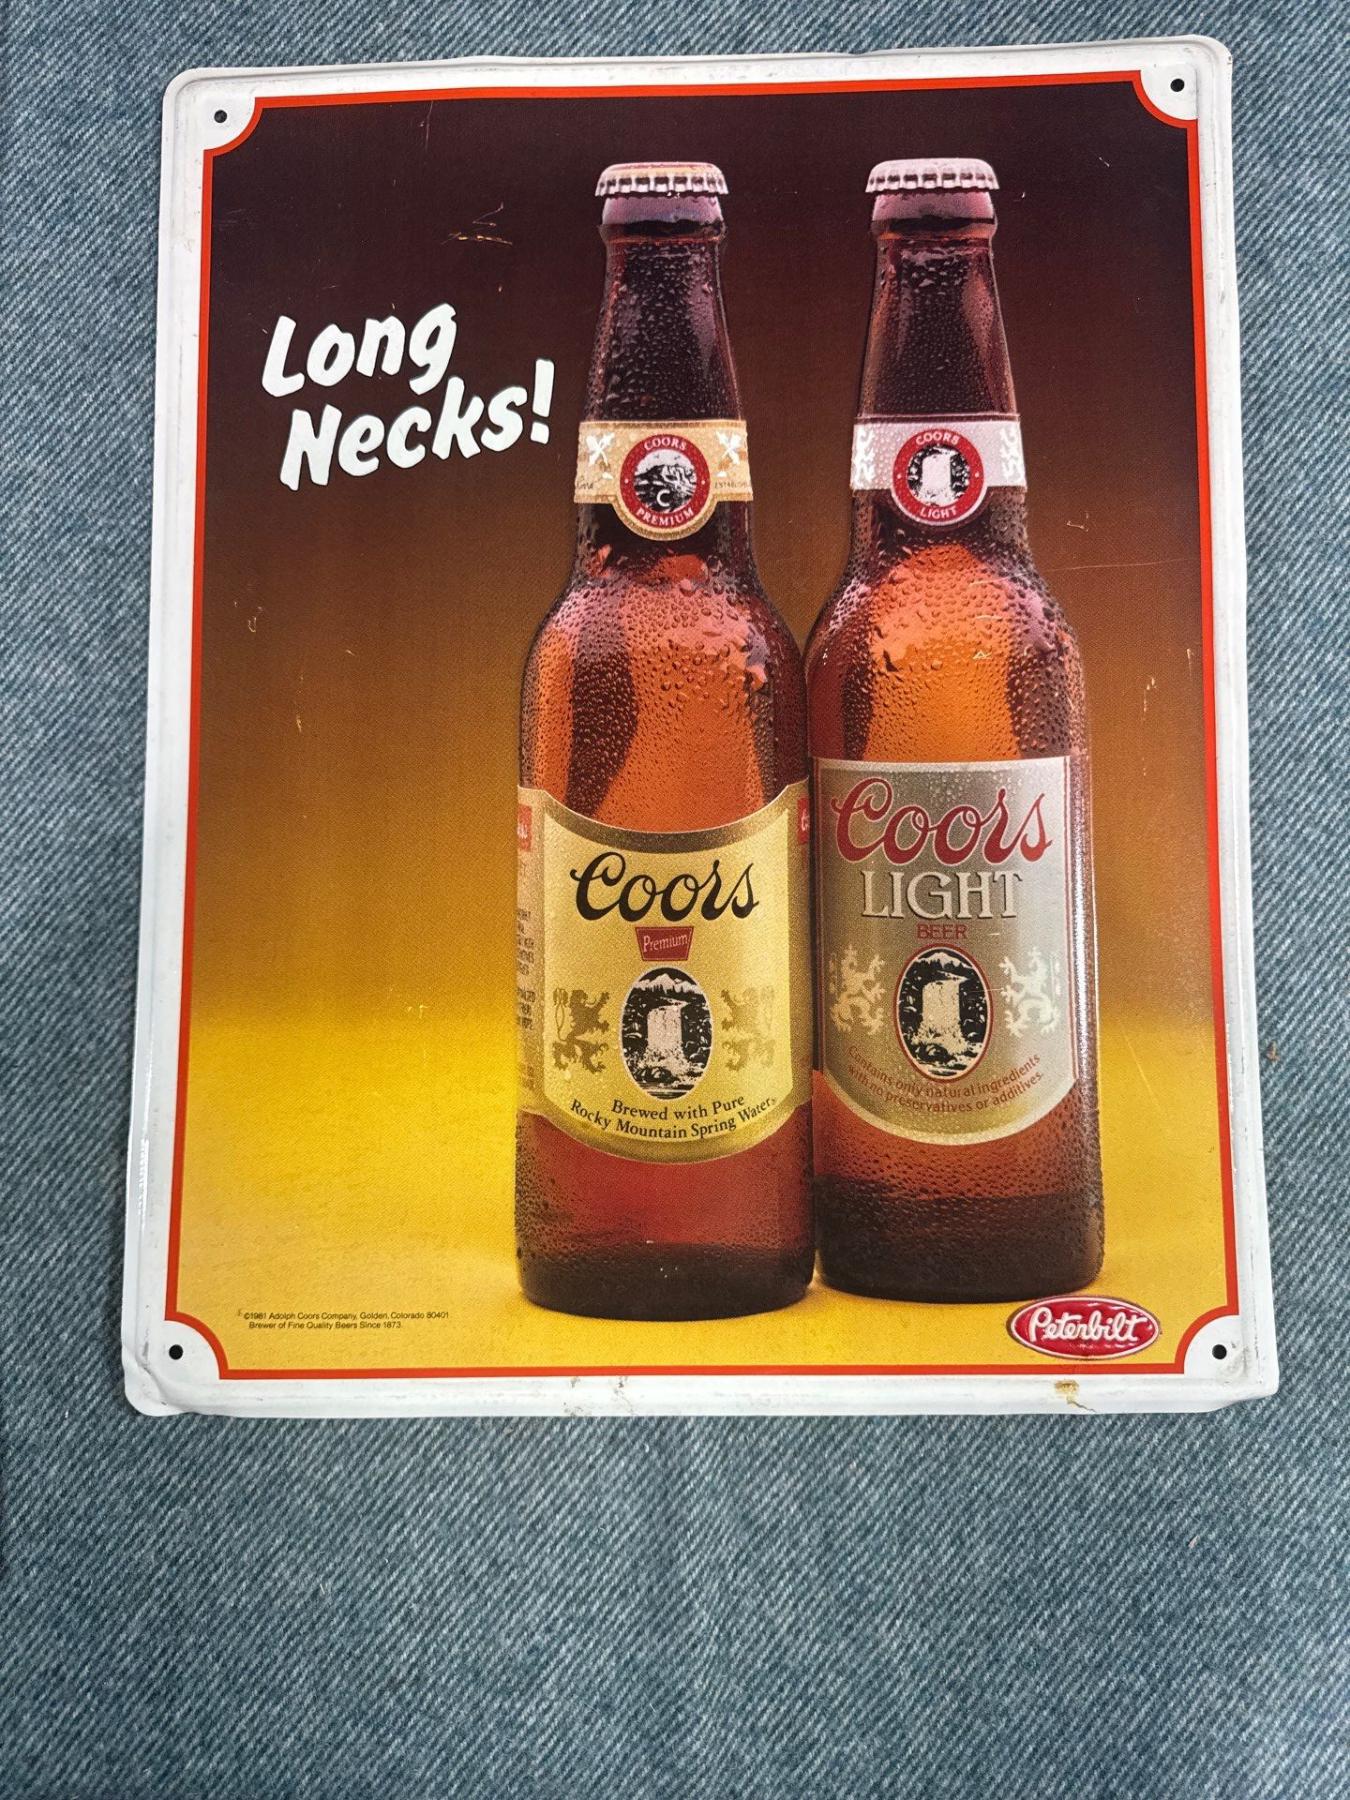 Long
Necks!
COORS
PREMIUM
COORS
LIGHT
Coors
Premium
Brewed with Pure
Rocky Mountain Spring Water.
Coors
LIGHT
BEER
Contains only natural ingredients
with no preservatives or additives.
©1981 Adolph Coors Company, Golden, Colorado 80401
Brewer of Fine Quality Beers Since 1873.
Peterbilt